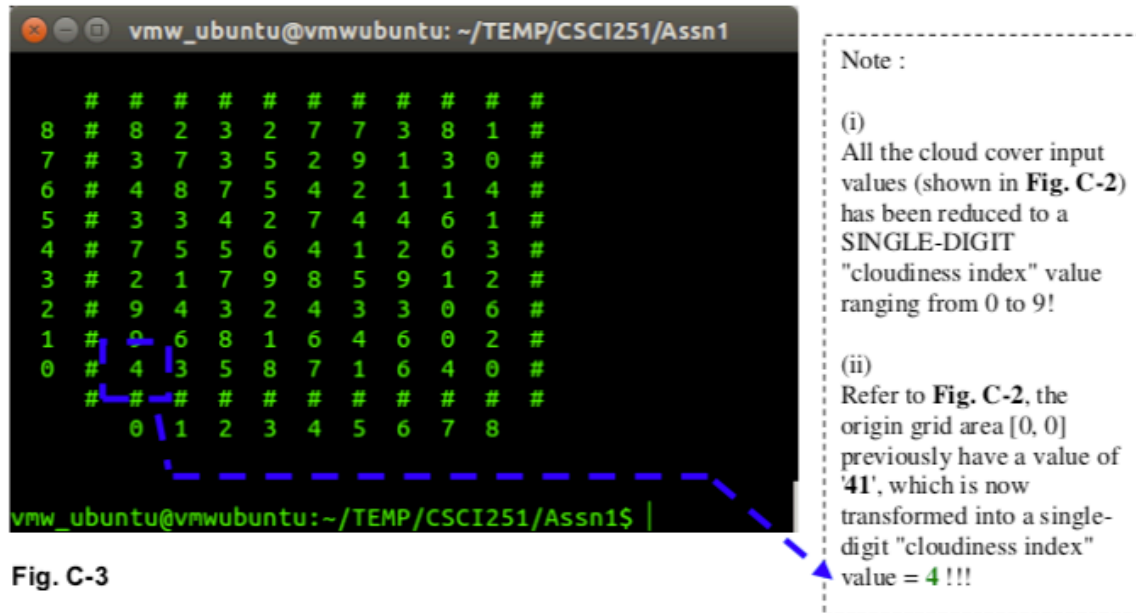 vmw_ubuntu@vmwubuntu: ~/TEMP/CSCI251/Assn1
# # # # # # # # # # #
8 # 8 2 3 2 7 7 3 8 1 #
7 # 3 7 3 5 2 9 1 3 0 #
6 # 4 8 7 5 4 2 1 1 4 #
5 # 3 3 4 2 7 4 4 6 1 #
4 # 7 5 5 6 4 1 2 6 3 #
3 # 2 1 7 9 8 5 9 1 2 #
2 # 9 4 3 2 4 3 3 0 6 #
1 # 9 6 8 1 6 4 6 0 2 #
0 # 4 3 5 8 7 1 6 4 0 #
# # # # # # # # # # #
0 1 2 3 4 5 6 7 8
vmw_ubuntu@vmwubuntu:~/TEMP/CSCI251/Assn1$
Fig. C-3
Note :
(i)
All the cloud cover input
values (shown in Fig. C-2)
has been reduced to a
SINGLE-DIGIT
"cloudiness index" value
ranging from 0 to 9!
(ii)
Refer to Fig. C-2, the
origin grid area [0, 0]
previously have a value of
'41', which is now
transformed into a single-
digit "cloudiness index"
value = 4 !!!